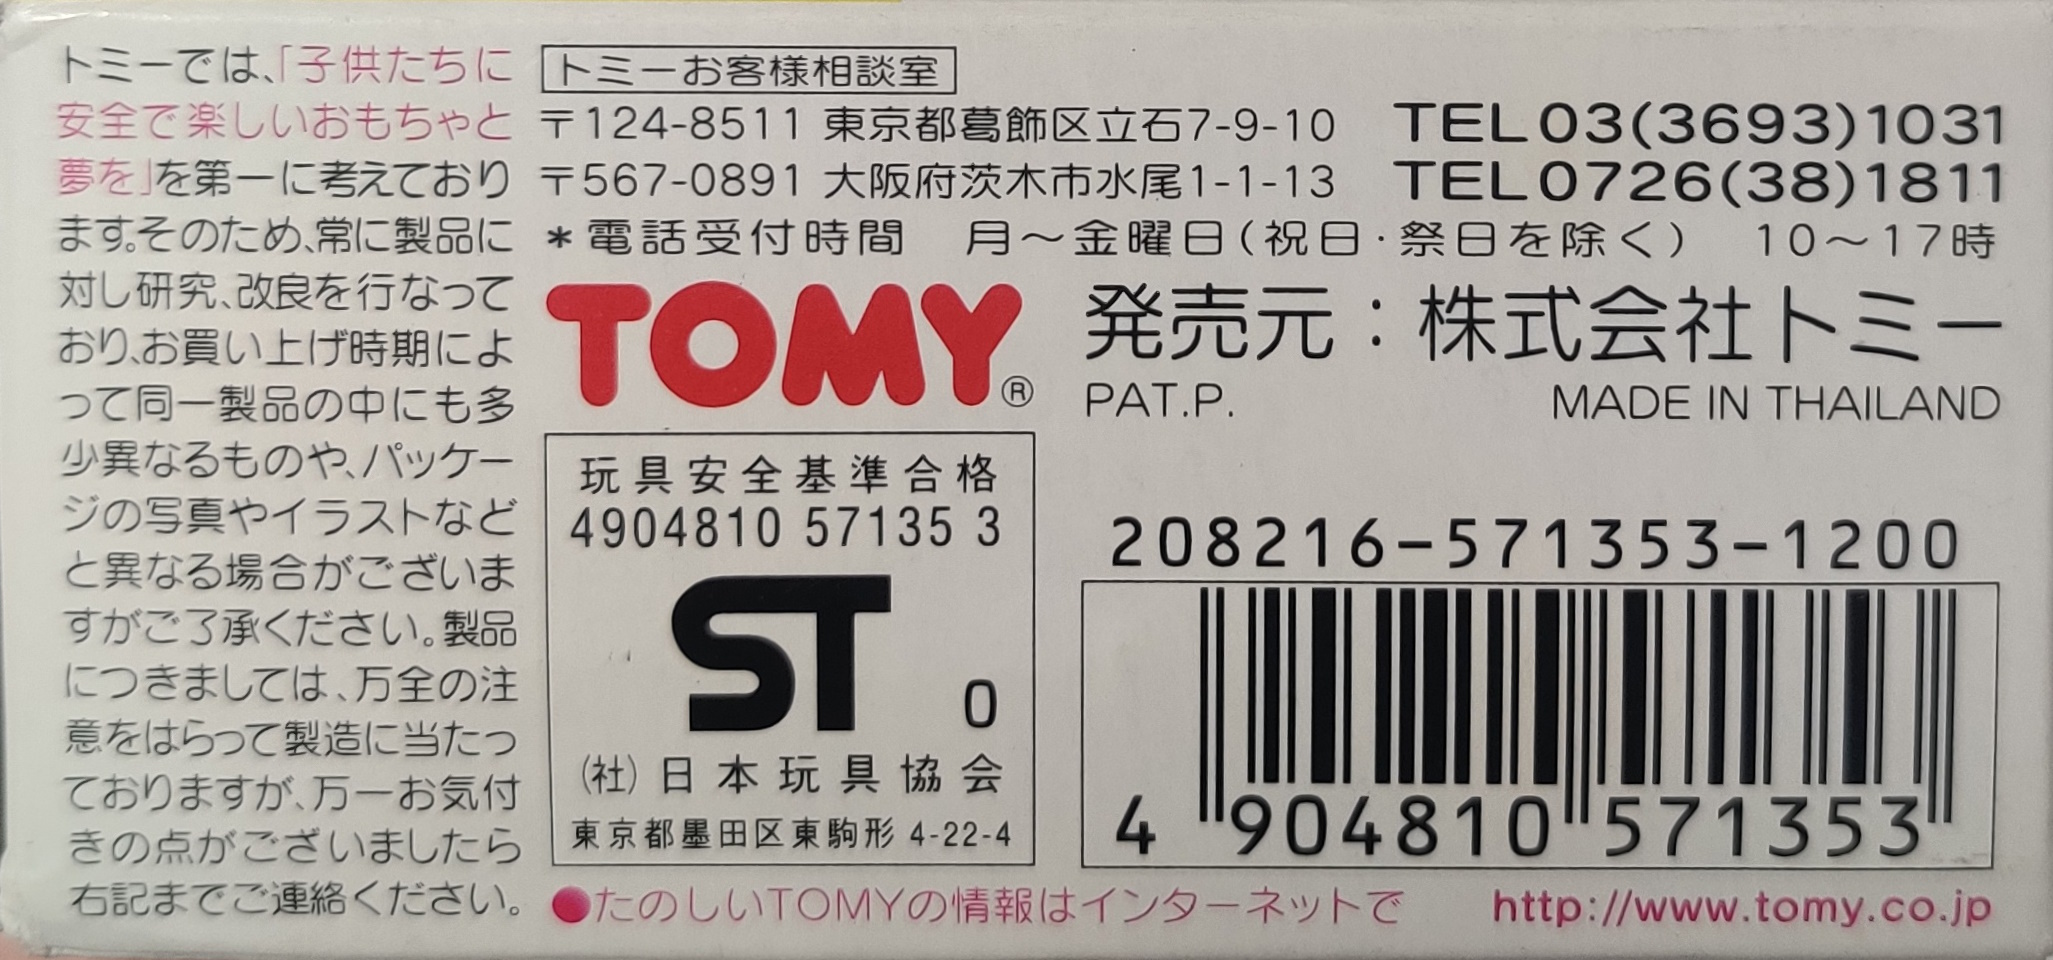 トミーでは、「子供たちに
安全で楽しいおもちゃと
夢を」を第一に考えており
ます。そのため、常に製品に
対し研究、改良を行なって
おり、お買い上げ時期によ
って同一製品の中にも多
少異なるものや、パッケー
ジの写真やイラストなど
と異なる場合がございま
すがご了承ください。製品
につきましては、万全の注
意をはらって製造に当たっ
ておりますが、万一お気付
きの点がございましたら
右記までご連絡ください。
トミーお客様相談室
〒124-8511 東京都葛飾区立石7-9-10 TEL03(3693)1031
〒567-0891 大阪府茨木市水尾1-1-13 TEL0726(38)1811
*電話受付時間 月～金曜日(祝日・祭日を除く) 10～17時
TOMY®
発売元：株式会社トミー
PAT.P. MADE IN THAILAND
玩具安全基準合格
4904810 57135 3
ST 0
(社)日本玩具協会
東京都墨田区東駒形 4-22-4
208216-571353-1200
4 904810 571353
●たのしいTOMYの情報はインターネットで http://www.tomy.co.jp